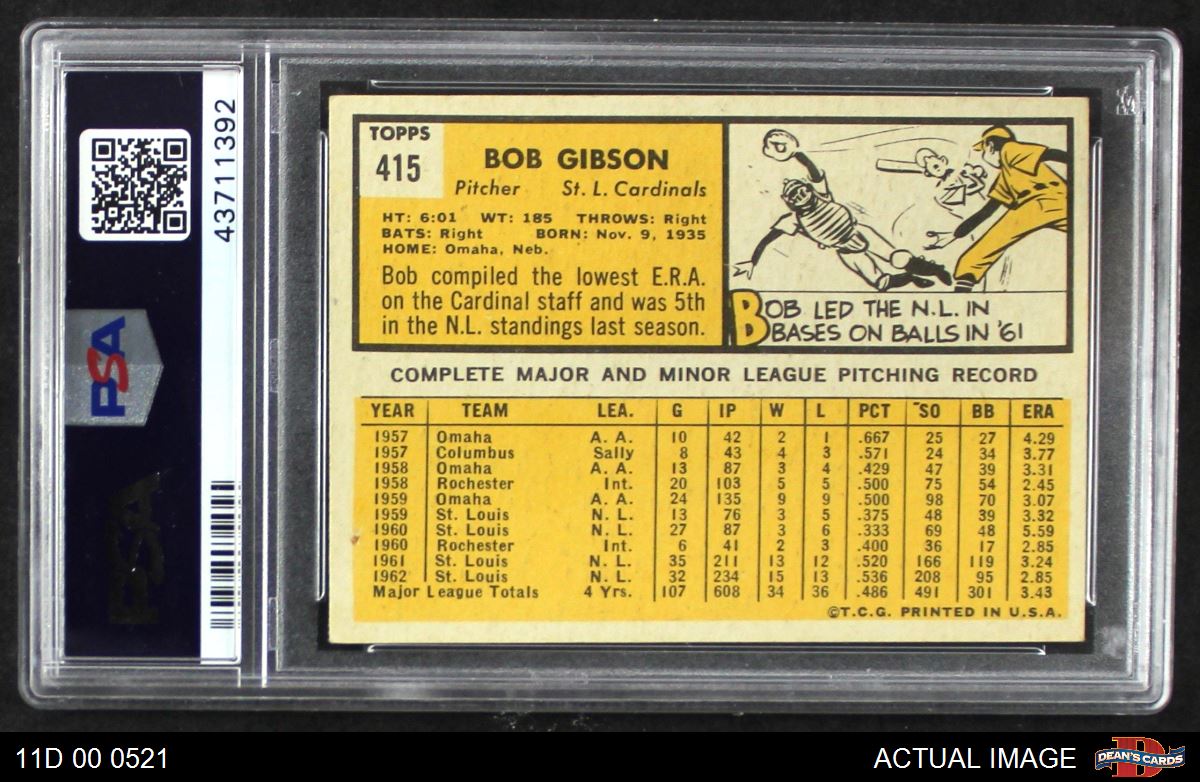 43711392
PSA
PSA
TOPPS
415
BOB GIBSON
Pitcher St. L. Cardinals
HT: 6:01 WT: 185 THROWS: Right
BATS: Right BORN: Nov. 9, 1935
HOME: Omaha, Neb.
Bob compiled the lowest E.R.A.
on the Cardinal staff and was 5th
in the N.L. standings last season.
BOB LED THE N.L. IN
BASES ON BALLS IN '61
COMPLETE MAJOR AND MINOR LEAGUE PITCHING RECORD
YEAR TEAM LEA. G IP W L PCT SO BB ERA
1957 Omaha A. A. 10 42 2 1 .667 25 27 4.29
1957 Columbus Sally 8 43 4 3 .571 24 34 3.77
1958 Omaha A. A. 13 87 3 4 .429 47 39 3.31
1958 Rochester Int. 20 103 5 5 .500 75 54 2.45
1959 Omaha A. A. 24 135 9 9 .500 98 70 3.07
1959 St. Louis N. L. 13 76 3 5 .375 48 39 3.32
1960 St. Louis N. L. 27 87 3 6 .333 69 48 5.59
1960 Rochester Int. 6 41 2 3 .400 36 17 2.85
1961 St. Louis N. L. 35 211 13 12 .520 166 119 3.24
1962 St. Louis N. L. 32 234 15 13 .536 208 95 2.85
Major League Totals 4 Yrs. 107 608 34 36 .486 491 301 3.43
©T.C.G. PRINTED IN U.S.A.
11D 00 0521
ACTUAL IMAGE
DEAN'S CARDS